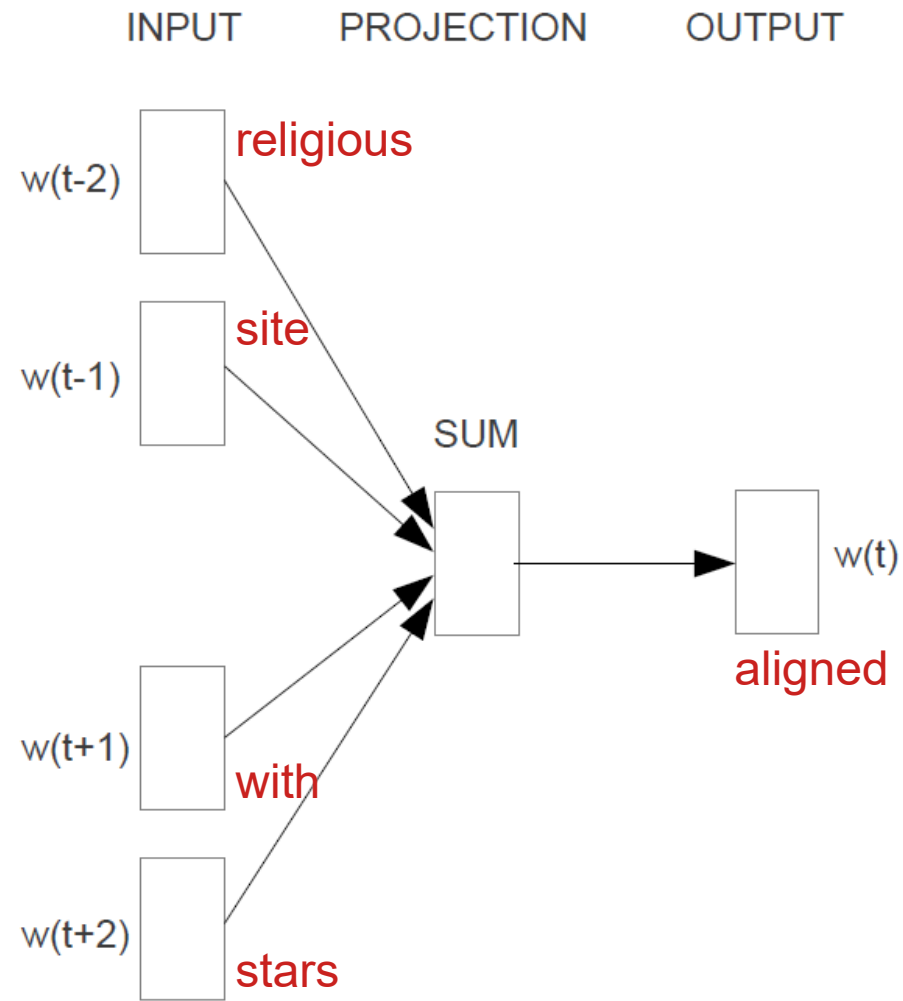 INPUT PROJECTION OUTPUT
religious
w(t-2)
site
w(t-1)
SUM
w(t)
aligned
w(t+1)
with
w(t+2)
stars